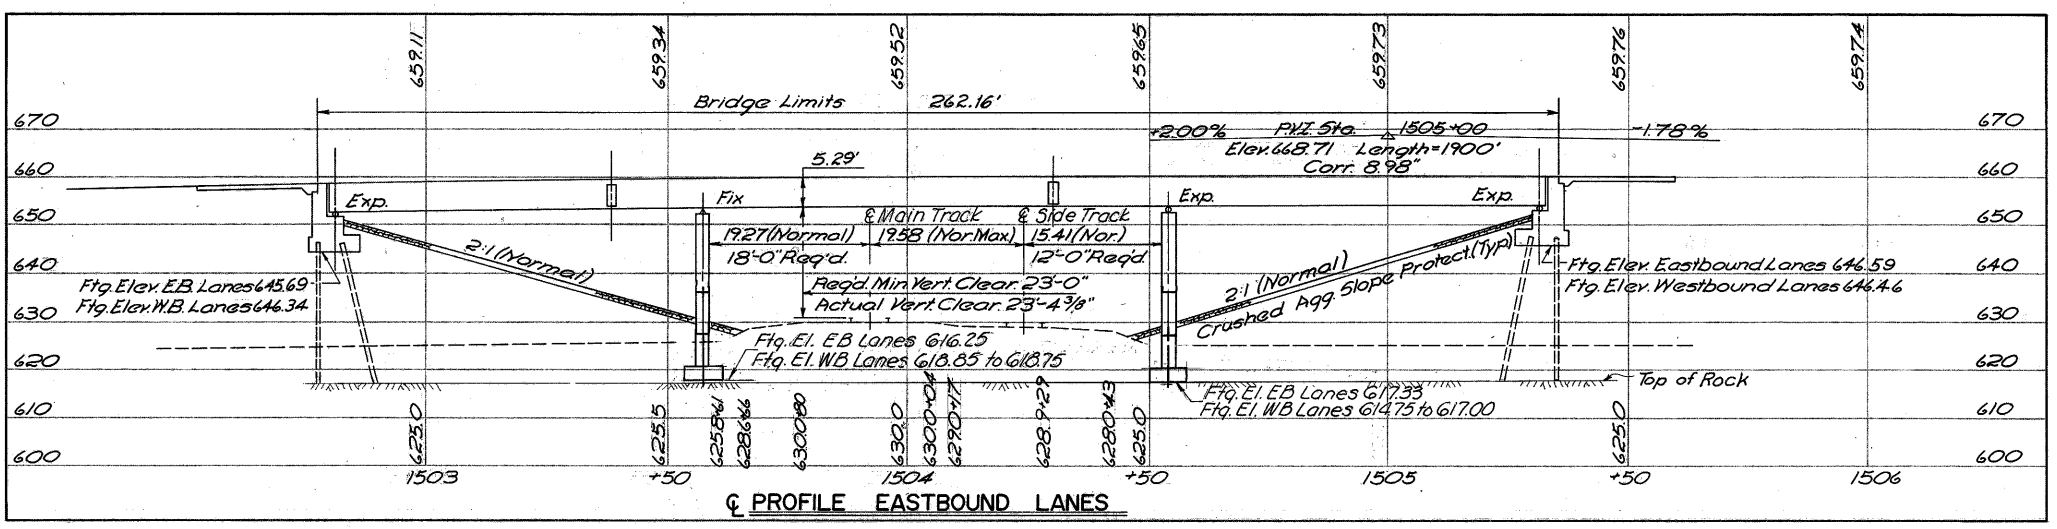 659.11
659.34
659.52
659.65
659.73
659.76
659.74
Bridge Limits 262.16'
670
+2.00% P.V.I. Sta. 1505+00 -1.78%
670
Elev. 668.71 Length=1900'
Corr. 8.98"
660
5.29'
660
Exp.
Fix
Exp.
Exp.
650
℄ Main Track
℄ Side Track
650
19.27 (Normal)
19.58 (Nor. Max)
15.41 (Nor.)
18'-0" Req'd.
12'-0" Req'd.
2:1 (Normal)
2:1 (Normal)
Crushed Agg. Slope Protect. (Typ)
640
640
Ftg. Elev. E.B. Lanes 645.69
Ftg. Elev. W.B. Lanes 646.34
Req'd. Min Vert. Clear. 23'-0"
Actual Vert. Clear. 23'-4 3/8"
Ftg. Elev. Eastbound Lanes 646.59
Ftg. Elev. Westbound Lanes 646.46
630
630
Ftg. El. EB Lanes 616.25
Ftg. El. WB Lanes 618.85 to 618.75
620
620
Top of Rock
Ftg. El. EB Lanes 617.33
Ftg. El. WB Lanes 614.75 to 617.00
610
610
625.0
625.5
625.8+61
628.6+66
630.0+80
630.0
630.0+04
629.0+17
628.9+29
628.0+43
625.0
625.0
600
600
1503
+50
1504
+50
1505
+50
1506
℄ PROFILE EASTBOUND LANES